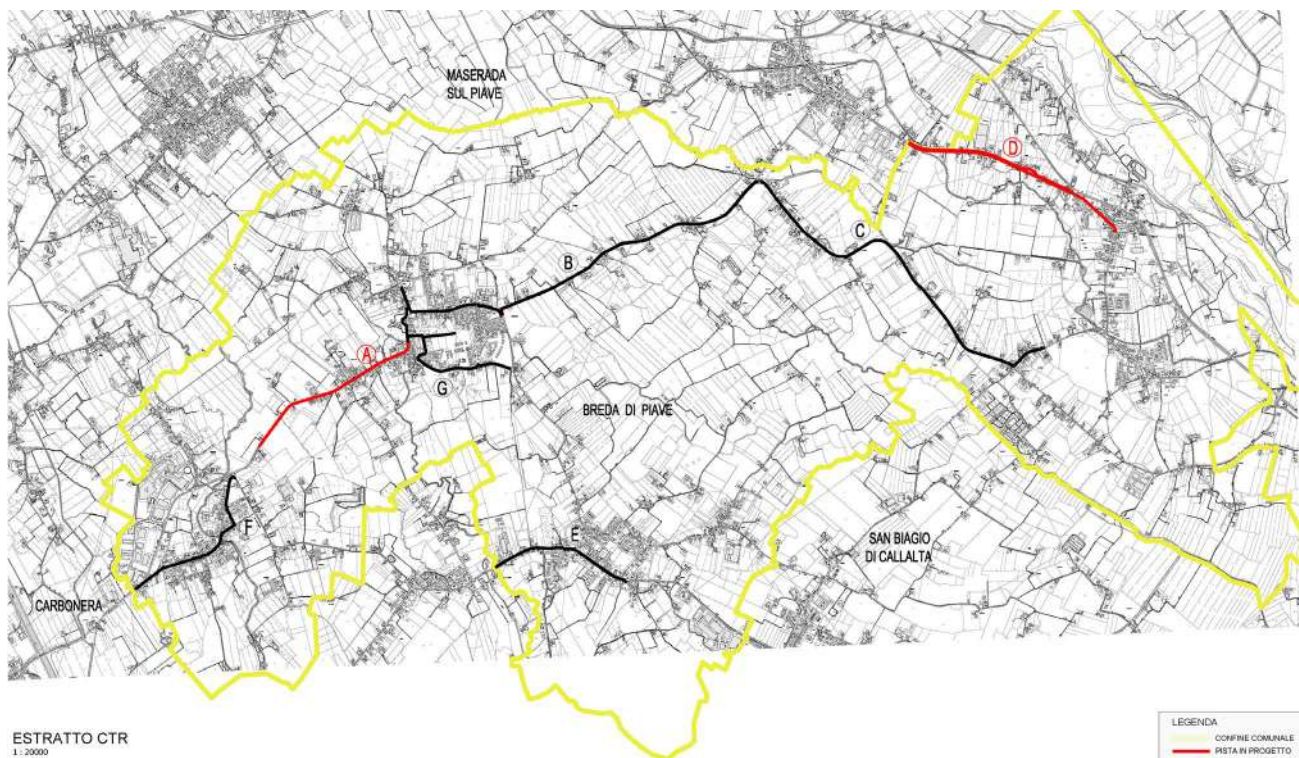 MASERADA
SUL PIAVE
D
C
B
A
G
BREDA DI PIAVE
F
E
SAN BIAGIO
DI CALLALTA
CARBONERA
ESTRATTO CTR
1 : 20000
LEGENDA
CONFINE COMUNALE
PISTA IN PROGETTO